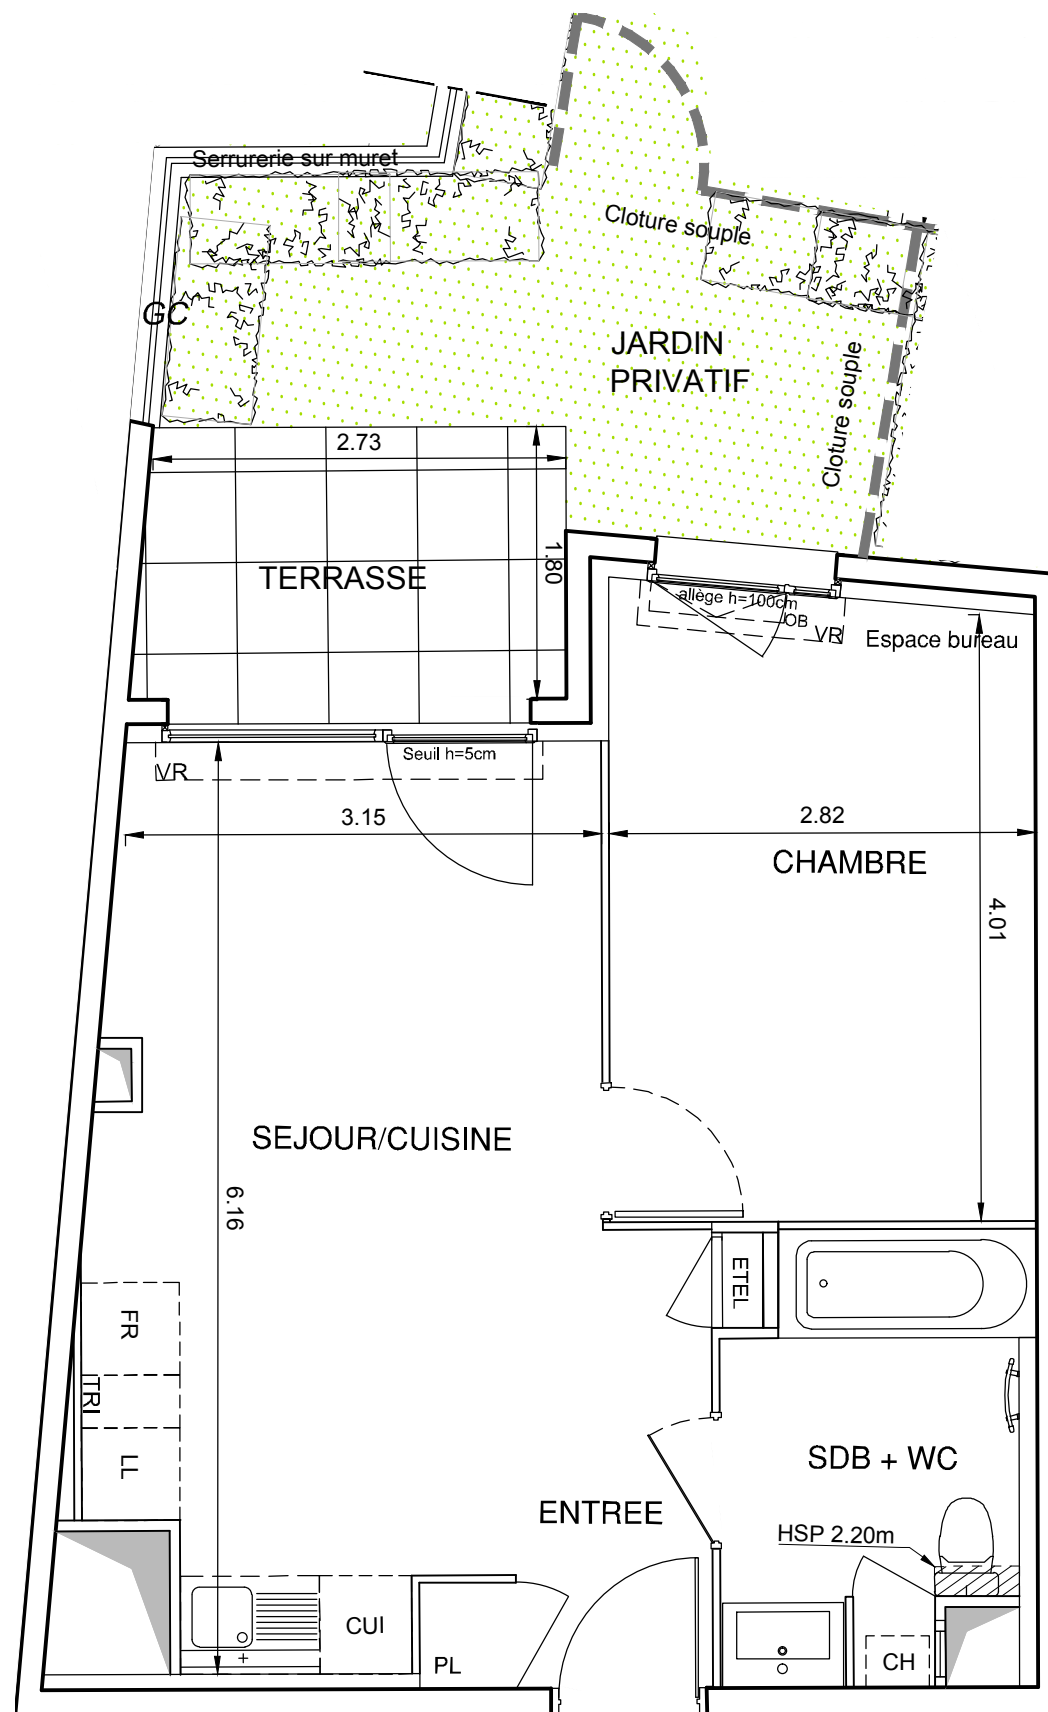 Serrurerie sur muret
Cloture souple
GC
JARDIN
PRIVATIF
Cloture souple
2.73
1.80
TERRASSE
allège h=100cm
OB
VR
Espace bureau
Seuil h=5cm
VR
3.15
2.82
CHAMBRE
4.01
SEJOUR/CUISINE
6.16
ETEL
FR
TRI
LL
SDB + WC
ENTREE
HSP 2.20m
CUI
PL
CH